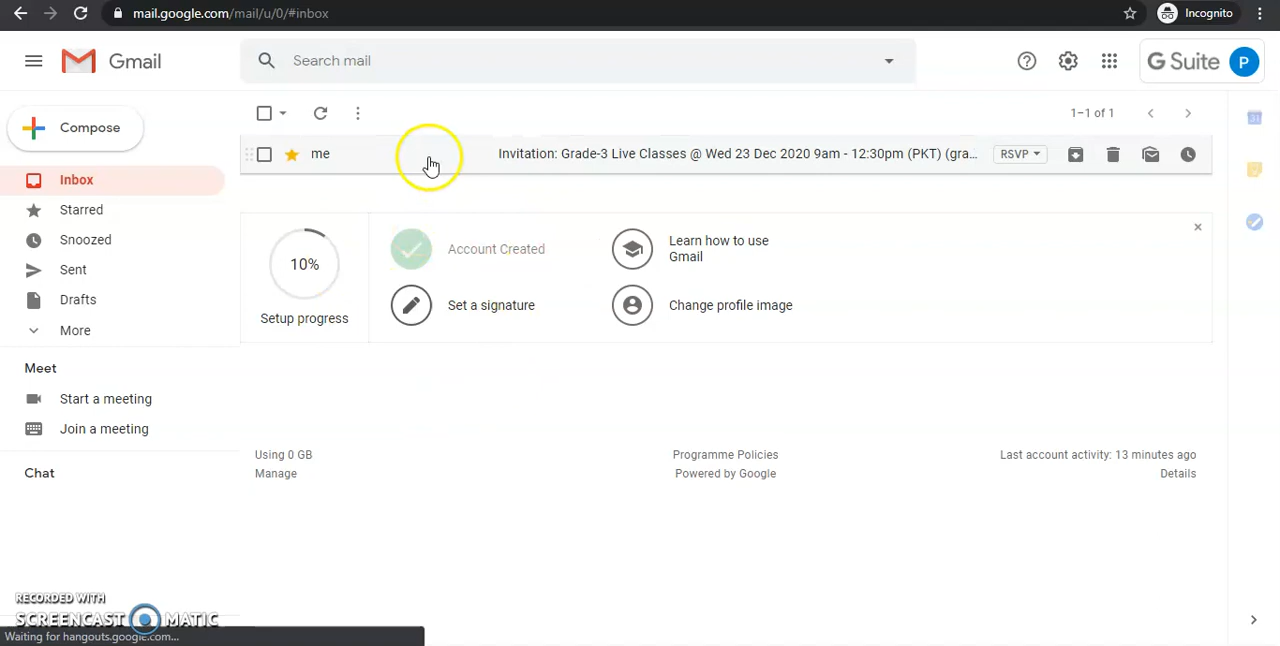 mail.google.com/mail/u/0/#inbox
Incognito
Gmail
Search mail
G Suite
P
Compose
1–1 of 1
me
Invitation: Grade-3 Live Classes @ Wed 23 Dec 2020 9am - 12:30pm (PKT) (gra...
RSVP
Inbox
Starred
Snoozed
Sent
Drafts
More
10%
Setup progress
Account Created
Learn how to use
Gmail
Set a signature
Change profile image
Meet
Start a meeting
Join a meeting
Chat
Using 0 GB
Manage
Programme Policies
Powered by Google
Last account activity: 13 minutes ago
Details
31
RECORDED WITH
SCREENCAST MATIC
Waiting for hangouts.google.com...